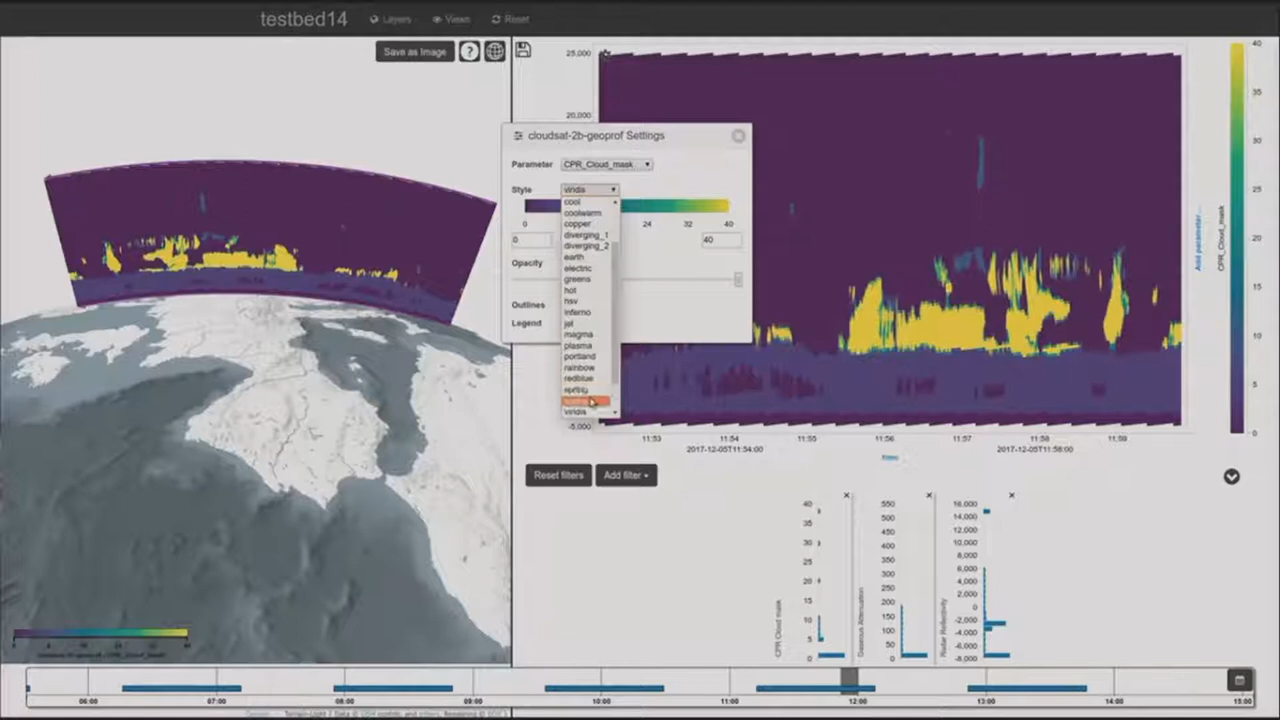 testbed14 Layers Views Reset
Save as Image ?
25,000
20,000
-5,000
11:53 11:54 11:55 11:56 11:57 11:58 11:59
2017-12-05T11:54:00 2017-12-05T11:58:00
40
35
30
25
20
15
10
5
0
CPR_Cloud_mask
Add parameter...
cloudsat-2b-geoprof Settings
Parameter CPR_Cloud_mask
Style viridis
0 24 32 40
0 40
Opacity
Outlines
Legend
cool
coolwarm
copper
diverging_1
diverging_2
earth
electric
greens
hot
hsv
inferno
jet
magma
plasma
portland
rainbow
redblue
viridis
Reset filters Add filter
40
35
30
25
20
15
10
5
0
CPR Cloud mask
550
500
450
400
350
300
250
200
150
100
50
0
Gaseous Attenuation
16,000
14,000
12,000
10,000
8,000
6,000
4,000
2,000
0
-2,000
-4,000
-6,000
-8,000
Radar Reflectivity
06:00 07:00 08:00 09:00 10:00 11:00 12:00 13:00 14:00 15:00